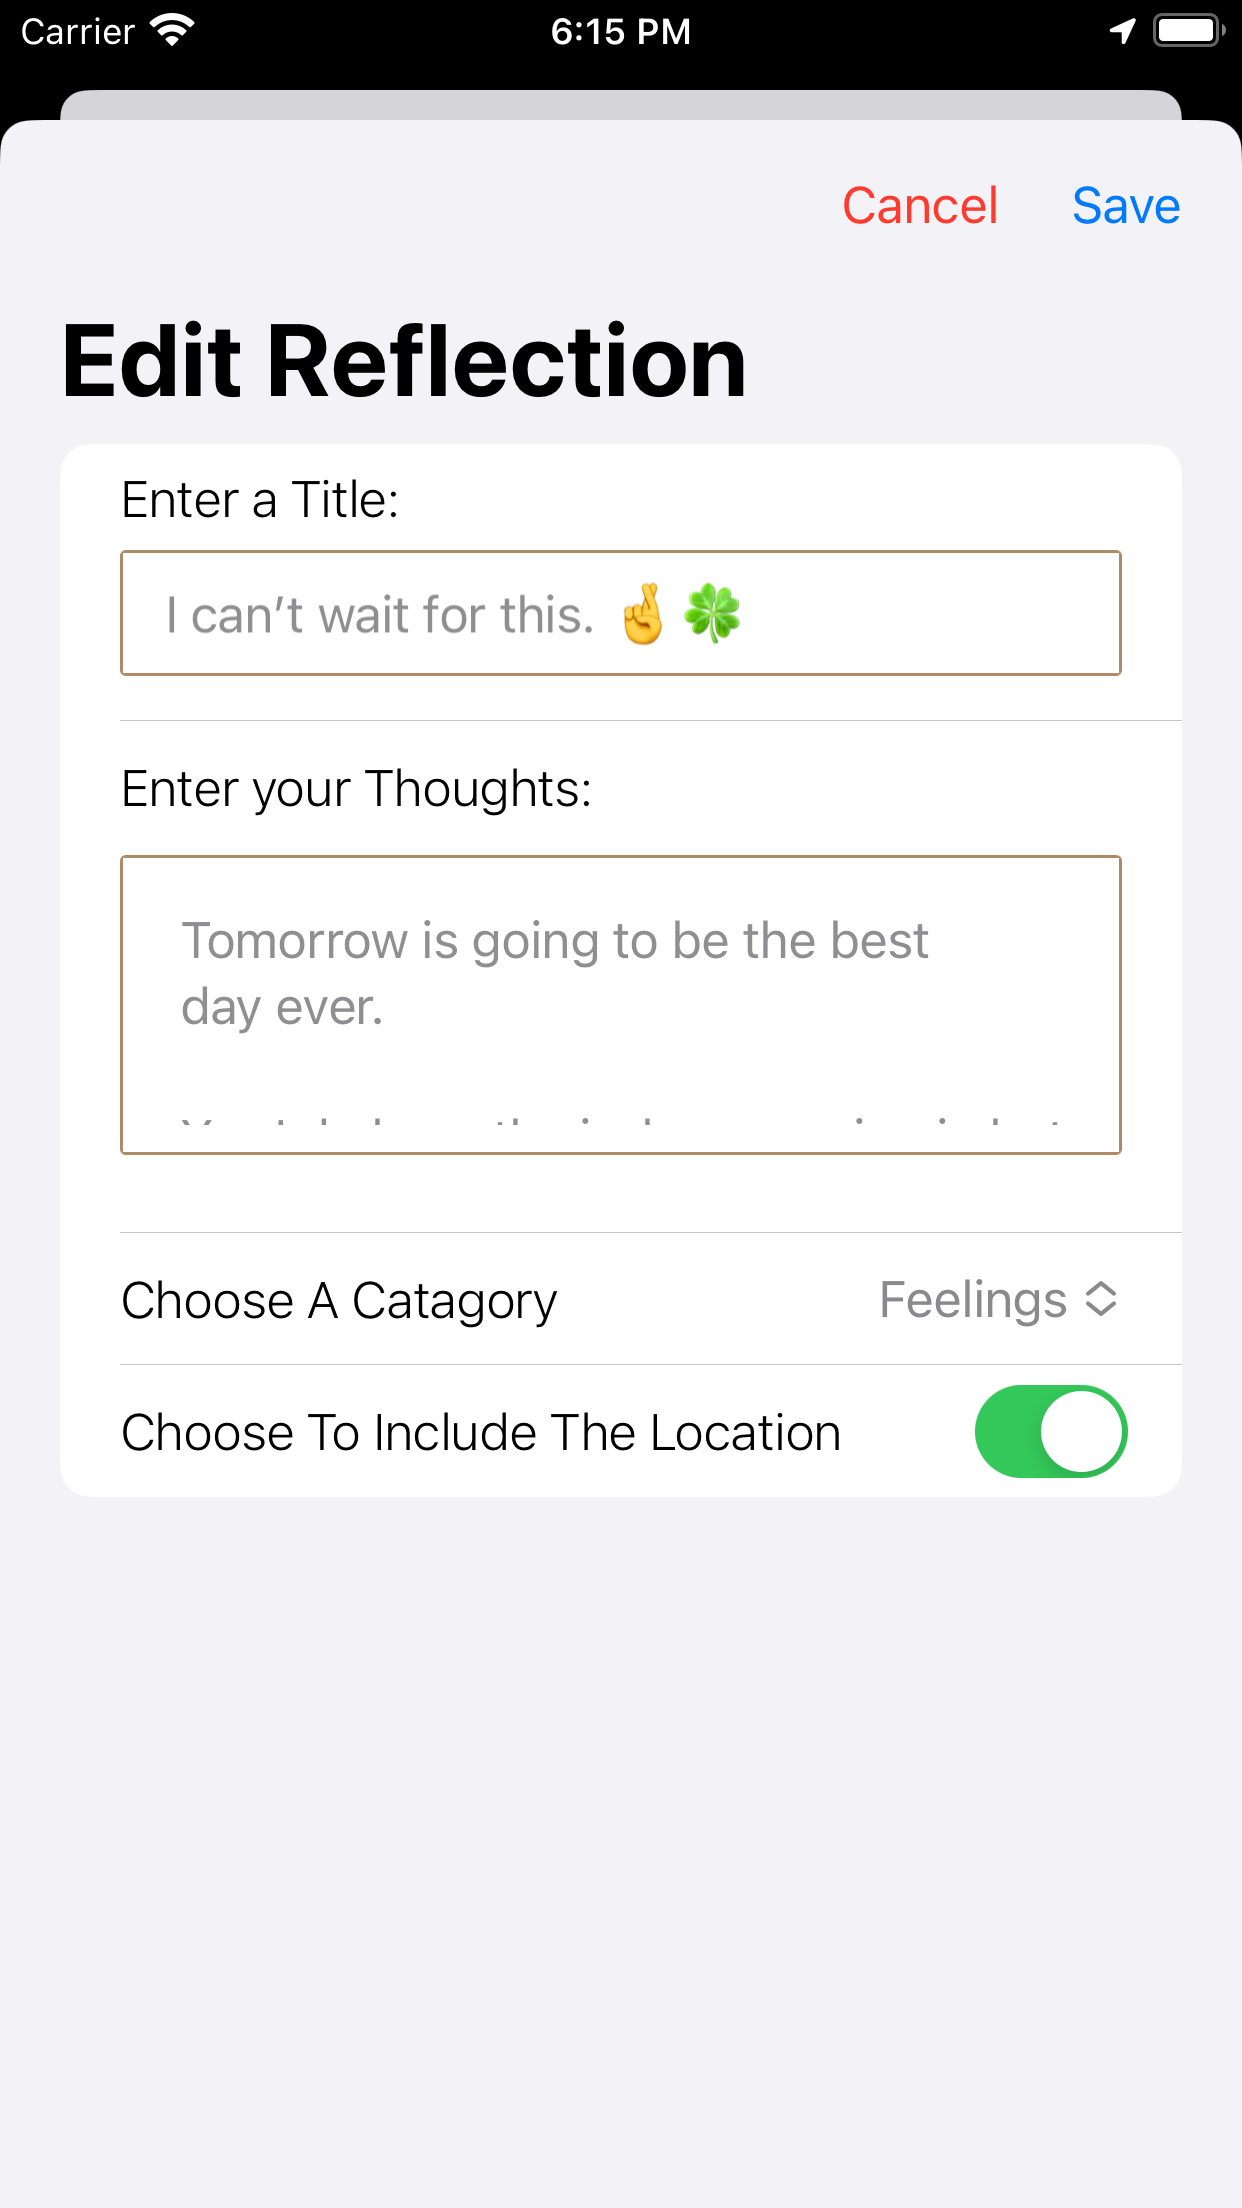 Carrier 6:15 PM
Cancel Save
Edit Reflection
Enter a Title:
I can't wait for this. 🤞🍀
Enter your Thoughts:
Tomorrow is going to be the best
day ever.
Choose A Catagory Feelings
Choose To Include The Location